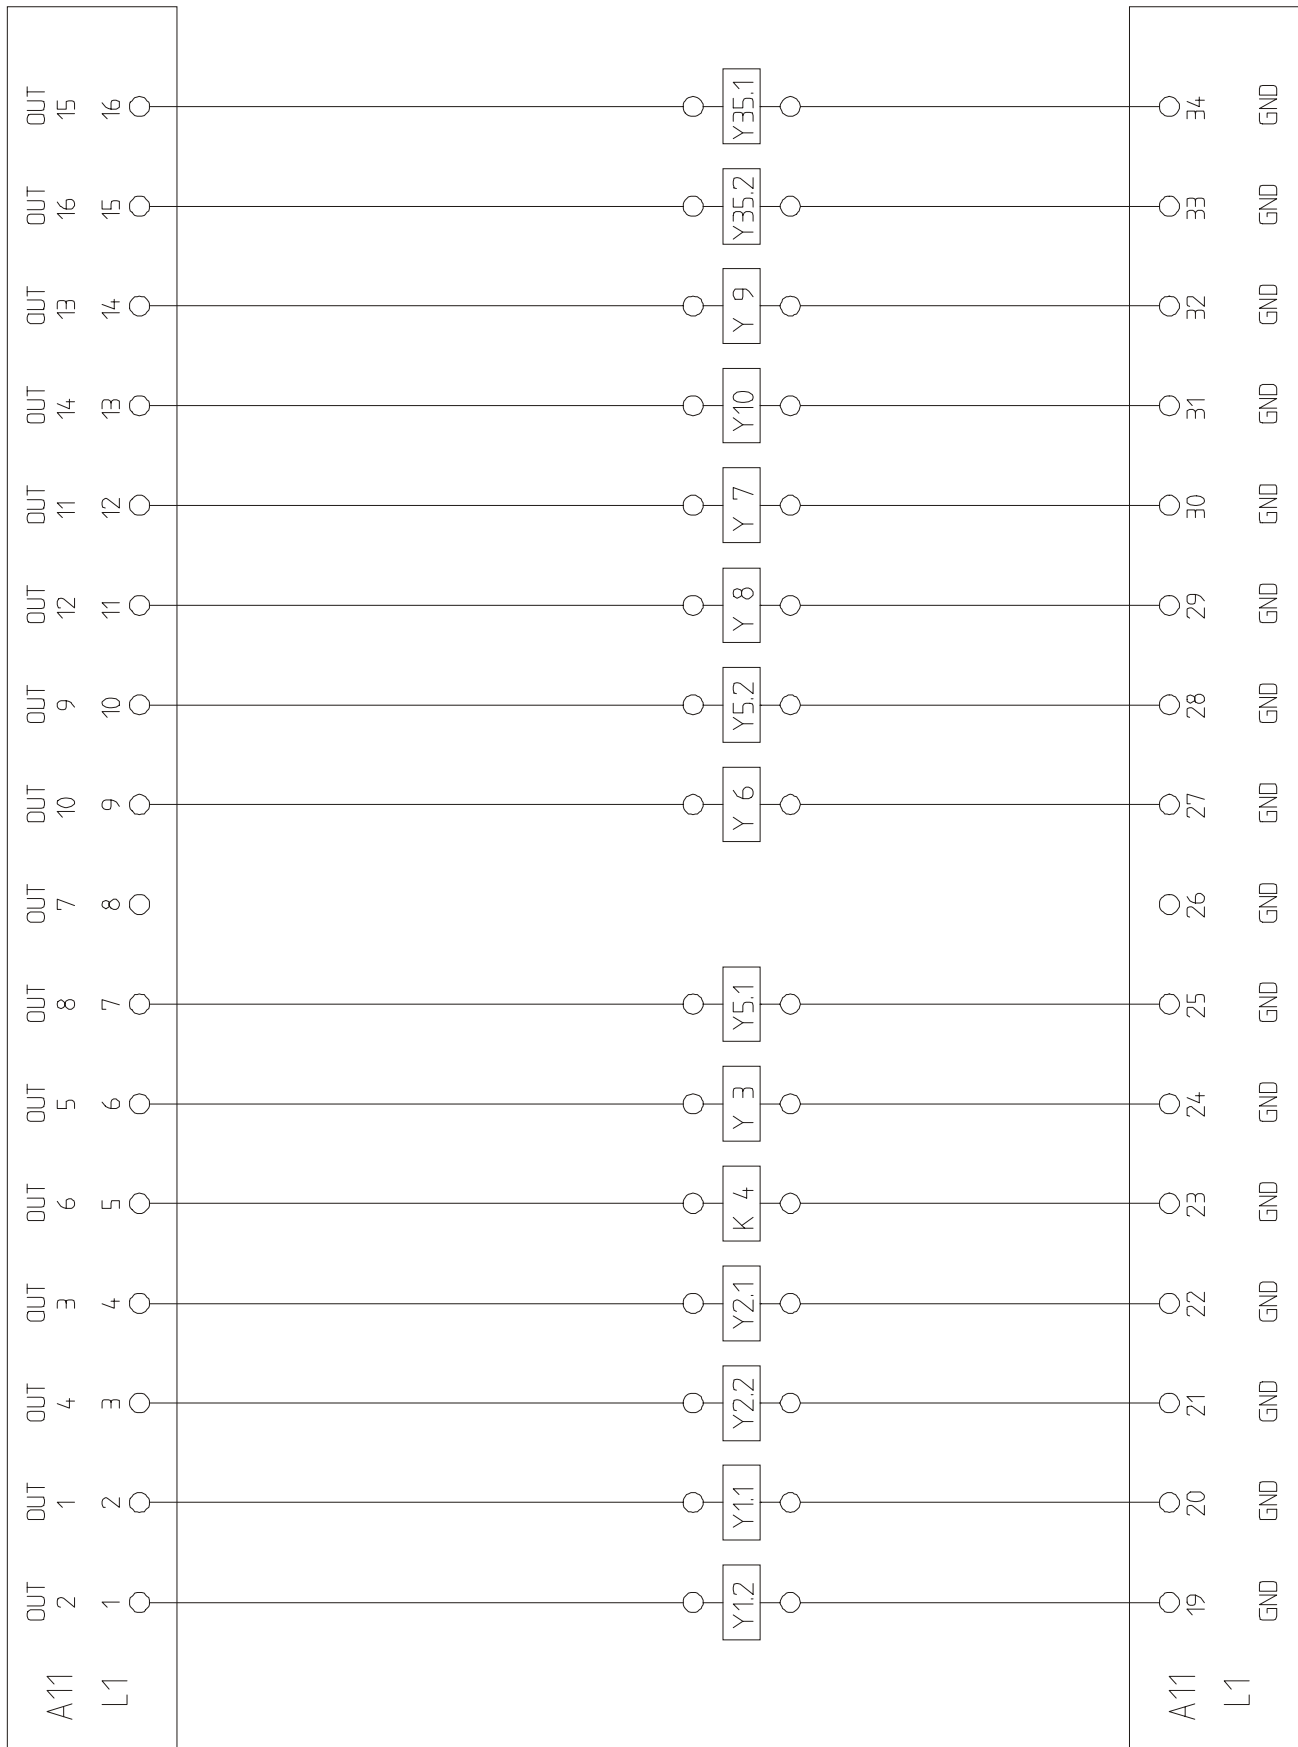 OUT OUT OUT OUT OUT OUT OUT OUT OUT OUT OUT OUT OUT OUT OUT OUT
A11 2 1 4 3 6 5 8 7 10 9 12 11 14 13 16 15
L1 1 2 3 4 5 6 7 8 9 10 11 12 13 14 15 16
Y1.2 Y1.1 Y2.2 Y2.1 K 4 Y 3 Y5.1 Y 6 Y5.2 Y 8 Y 7 Y10 Y 9 Y35.2 Y35.1
A11 19 20 21 22 23 24 25 26 27 28 29 30 31 32 33 34
L1 GND GND GND GND GND GND GND GND GND GND GND GND GND GND GND GND